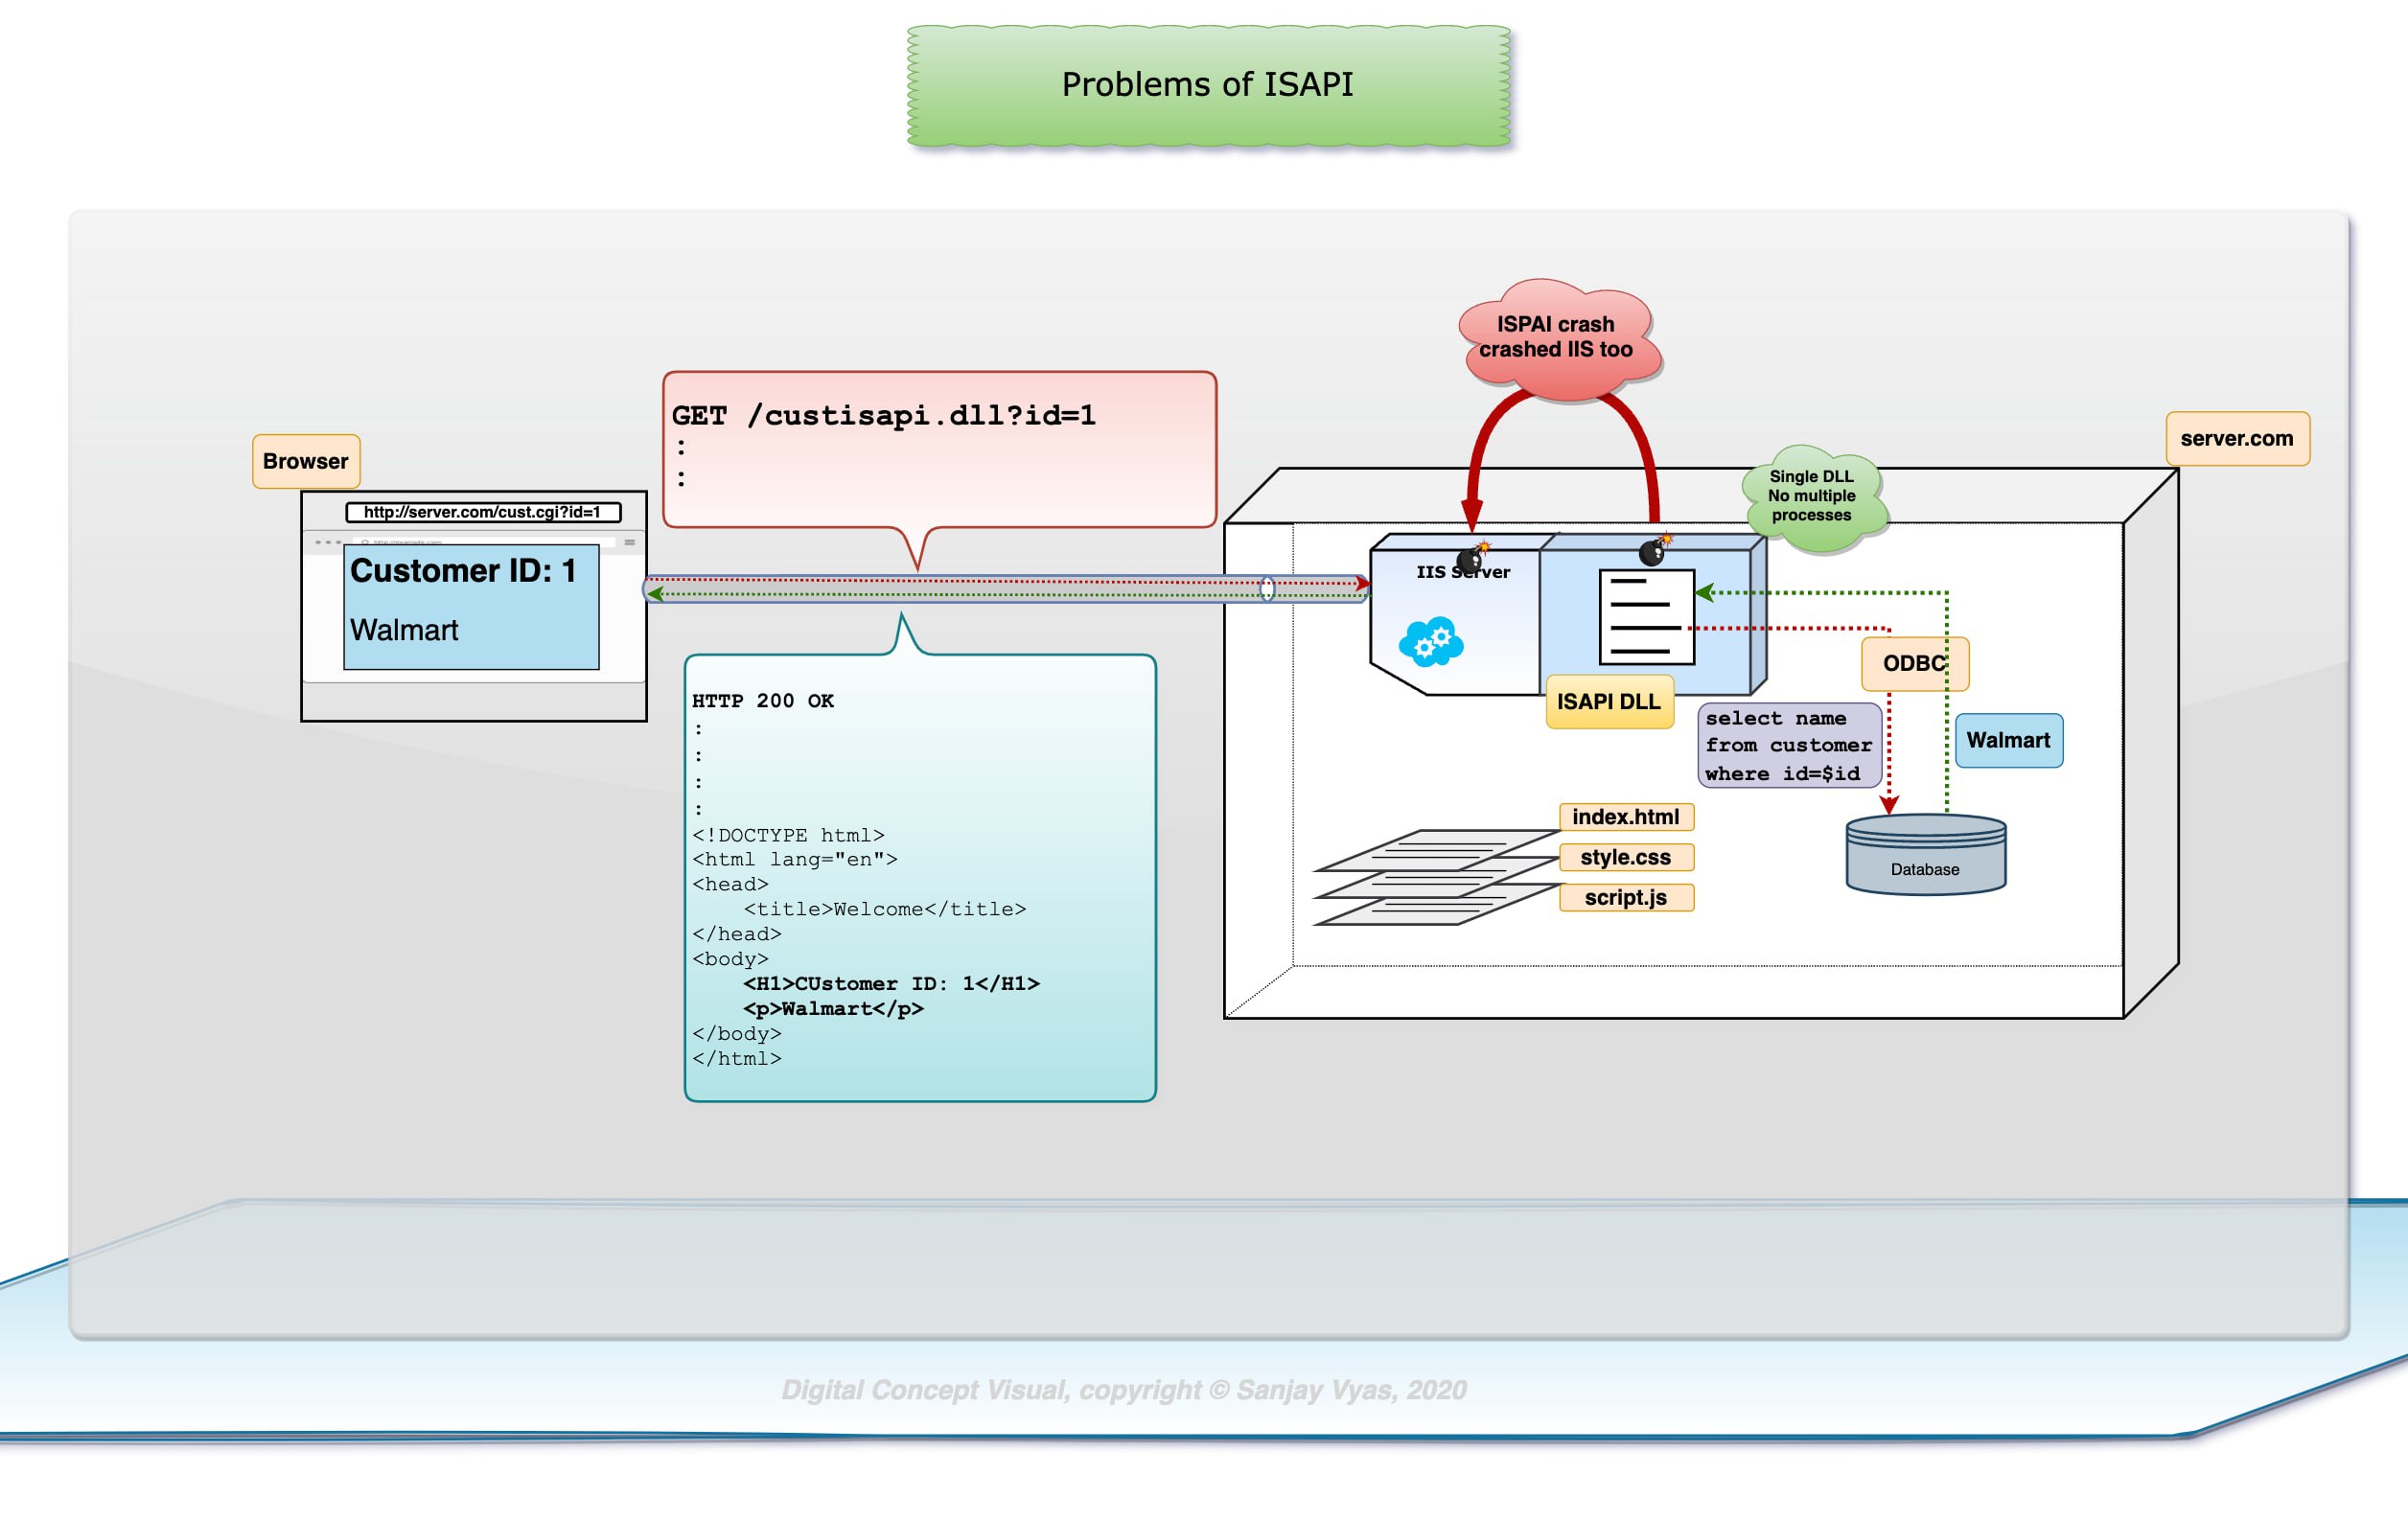 Problems of ISAPI
ISPAI crash
crashed IIS too
GET /custisapi.dll?id=1
:
:
server.com
Browser
Single DLL
No multiple
processes
http://server.com/cust.cgi?id=1
Customer ID: 1
Walmart
IIS Server
ISAPI DLL
ODBC
select name
from customer
where id=$id
Walmart
HTTP 200 OK
:
:
:
:
<!DOCTYPE html>
<html lang="en">
<head>
<title>Welcome</title>
</head>
<body>
<H1>CUstomer ID: 1</H1>
<p>Walmart</p>
</body>
</html>
index.html
style.css
script.js
Database
Digital Concept Visual, copyright © Sanjay Vyas, 2020